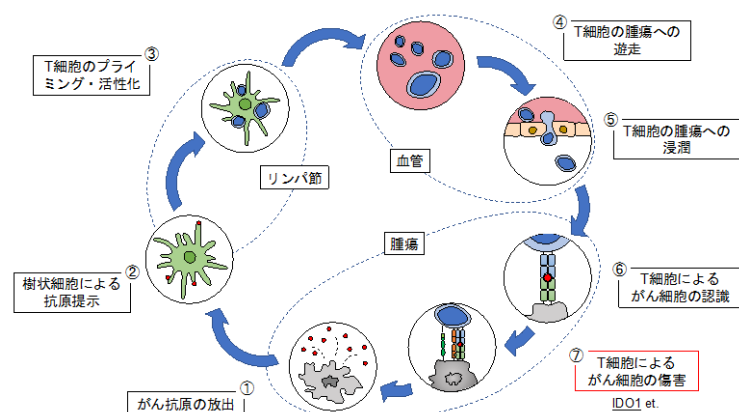 ③
T細胞のプライ
ミング・活性化
④
T細胞の腫瘍への
遊走
⑤
T細胞の腫瘍への
浸潤
血管
リンパ節
②
樹状細胞による
抗原提示
腫瘍
⑥
T細胞による
がん細胞の認識
⑦
T細胞による
がん細胞の傷害
IDO1 et.
①
がん抗原の放出